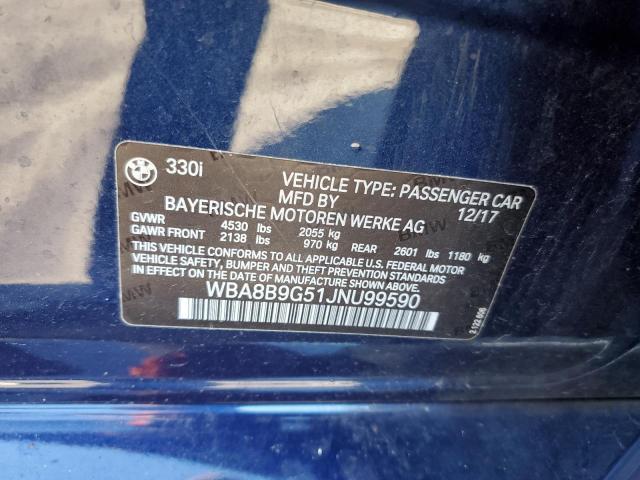 BMW 330i
VEHICLE TYPE: PASSENGER CAR
MFD BY 12/17
BAYERISCHE MOTOREN WERKE AG
GVWR 4530 lbs 2055 kg
GAWR FRONT 2138 lbs 970 kg REAR 2601 lbs 1180 kg
THIS VEHICLE CONFORMS TO ALL APPLICABLE U.S. FEDERAL MOTOR
VEHICLE SAFETY, BUMPER, AND THEFT PREVENTION STANDARDS
IN EFFECT ON THE DATE OF MANUFACTURE SHOWN ABOVE.
WBA8B9G51JNU99590